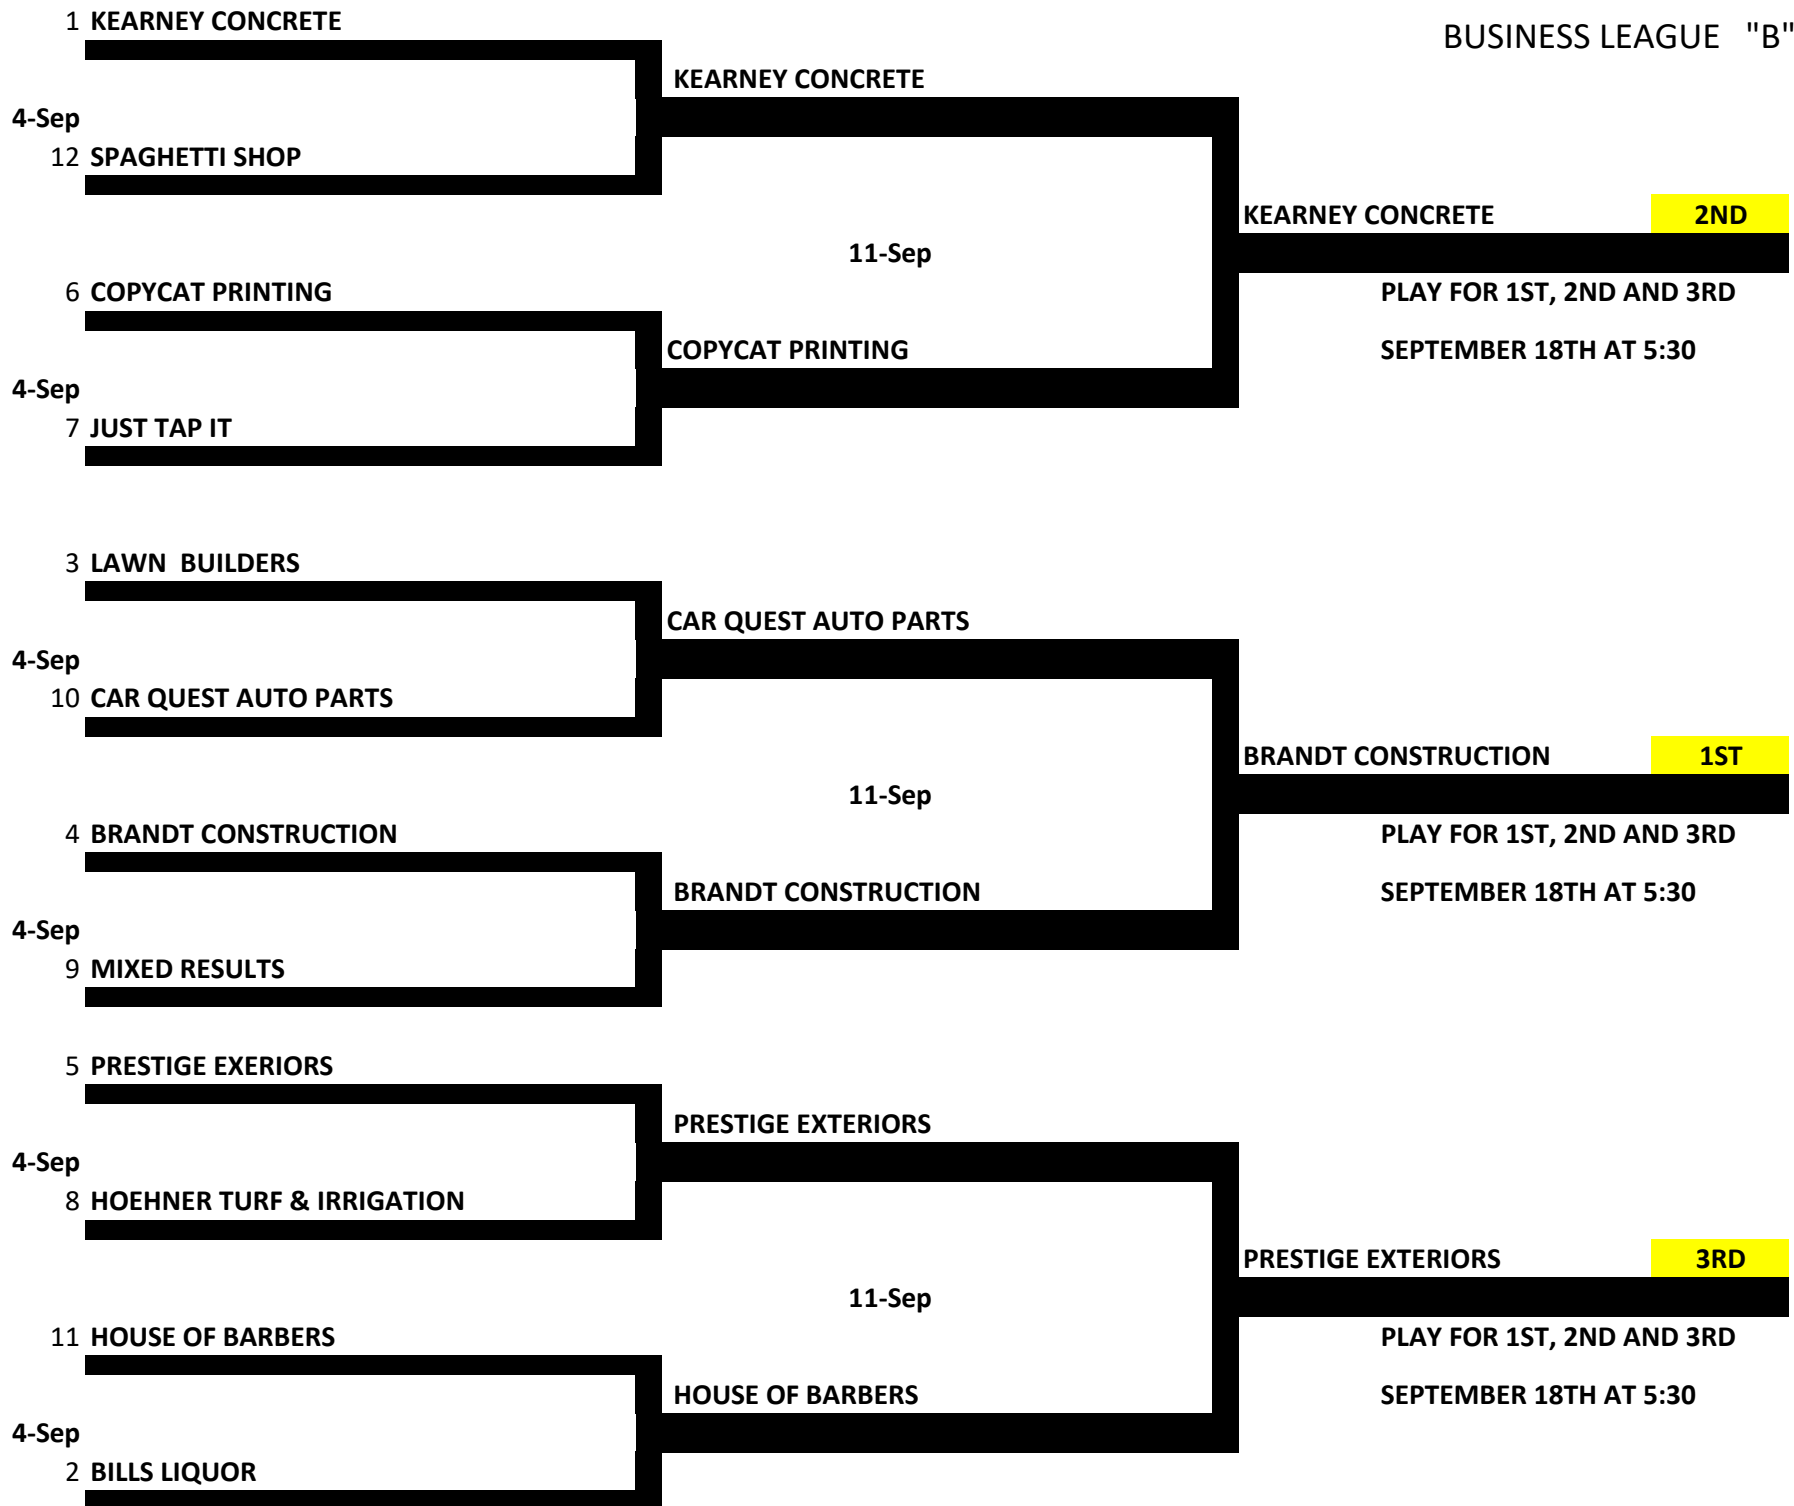 1 KEARNEY CONCRETE
BUSINESS LEAGUE "B"
KEARNEY CONCRETE
4-Sep
12 SPAGHETTI SHOP
KEARNEY CONCRETE 2ND
11-Sep
6 COPYCAT PRINTING
PLAY FOR 1ST, 2ND AND 3RD
COPYCAT PRINTING
SEPTEMBER 18TH AT 5:30
4-Sep
7 JUST TAP IT
3 LAWN BUILDERS
CAR QUEST AUTO PARTS
4-Sep
10 CAR QUEST AUTO PARTS
BRANDT CONSTRUCTION 1ST
11-Sep
4 BRANDT CONSTRUCTION
PLAY FOR 1ST, 2ND AND 3RD
BRANDT CONSTRUCTION
SEPTEMBER 18TH AT 5:30
4-Sep
9 MIXED RESULTS
5 PRESTIGE EXERIORS
PRESTIGE EXTERIORS
4-Sep
8 HOEHNER TURF & IRRIGATION
PRESTIGE EXTERIORS 3RD
11-Sep
11 HOUSE OF BARBERS
PLAY FOR 1ST, 2ND AND 3RD
HOUSE OF BARBERS
SEPTEMBER 18TH AT 5:30
4-Sep
2 BILLS LIQUOR